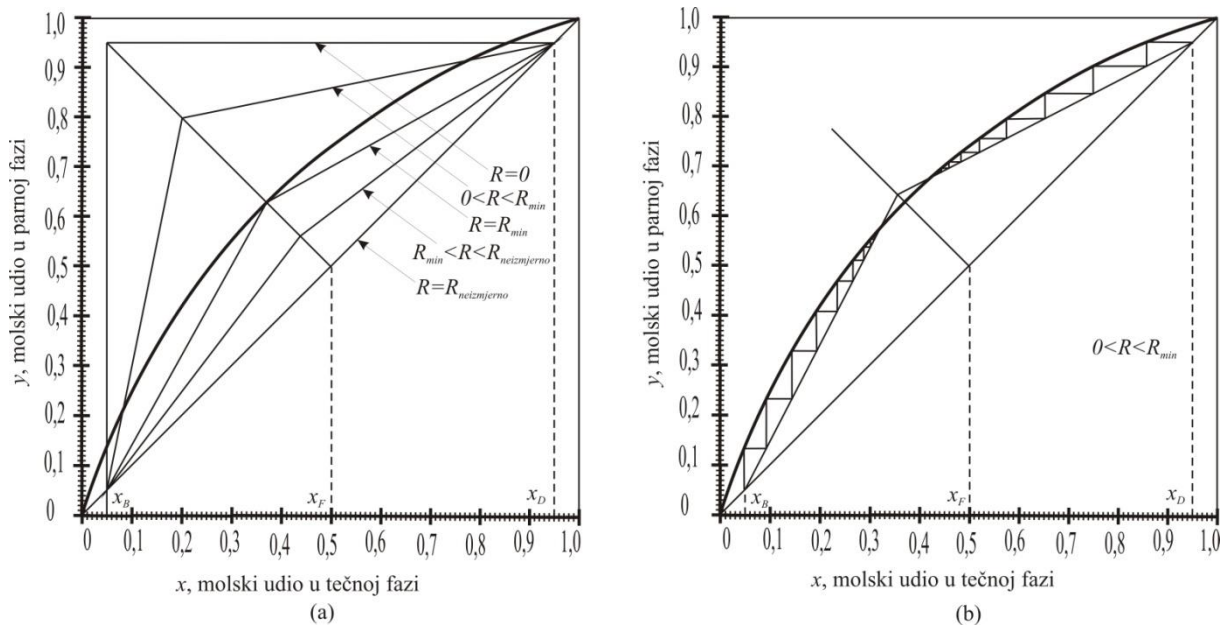 1,0
0,9
0,8
0,7
0,6
0,5
0,4
0,3
0,2
0,1
0
y, molski udio u parnoj fazi
R=0
0<R<Rmin
R=Rmin
Rmin<R<Rneizmjerno
R=Rneizmjerno
xB
xF
xD
0 0,1 0,2 0,3 0,4 0,5 0,6 0,7 0,8 0,9 1,0
x, molski udio u tečnoj fazi
(a)
1,0
0,9
0,8
0,7
0,6
0,5
0,4
0,3
0,2
0,1
0
y, molski udio u parnoj fazi
0<R<Rmin
xB
xF
xD
0 0,1 0,2 0,3 0,4 0,5 0,6 0,7 0,8 0,9 1,0
x, molski udio u tečnoj fazi
(b)